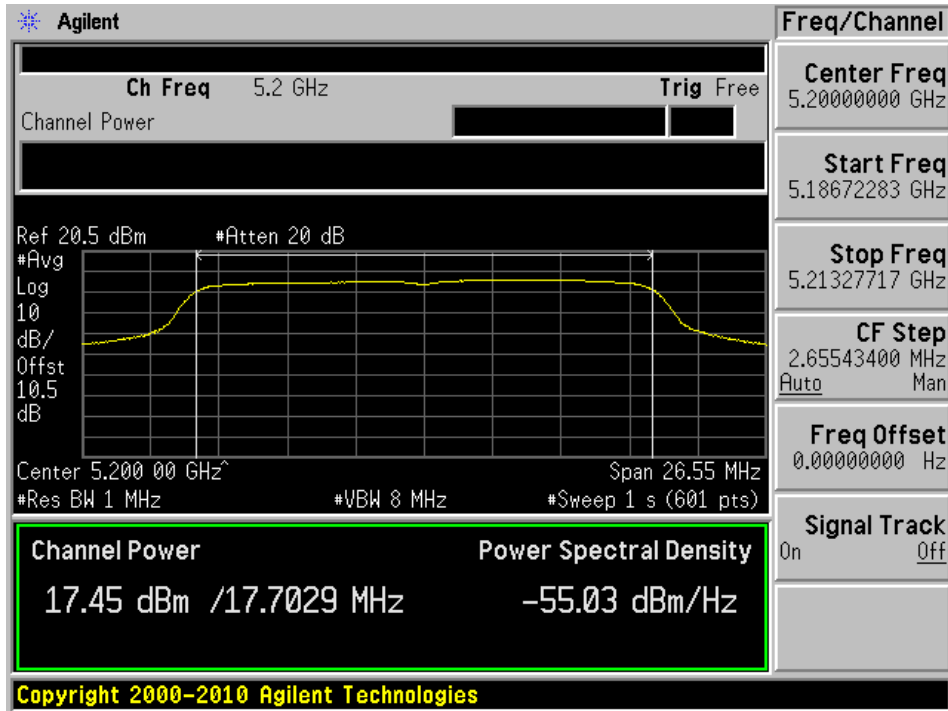 Agilent
Ch Freq 5.2 GHz Trig Free
Channel Power
Ref 20.5 dBm #Atten 20 dB
#Avg
Log
10
dB/
Offst
10.5
dB
Center 5.200 00 GHz^ Span 26.55 MHz
#Res BW 1 MHz #VBW 8 MHz #Sweep 1 s (601 pts)
Channel Power Power Spectral Density
17.45 dBm /17.7029 MHz -55.03 dBm/Hz
Copyright 2000-2010 Agilent Technologies
Freq/Channel
Center Freq
5.20000000 GHz
Start Freq
5.18672283 GHz
Stop Freq
5.21327717 GHz
CF Step
2.65543400 MHz
Auto Man
Freq Offset
0.00000000 Hz
Signal Track
On Off